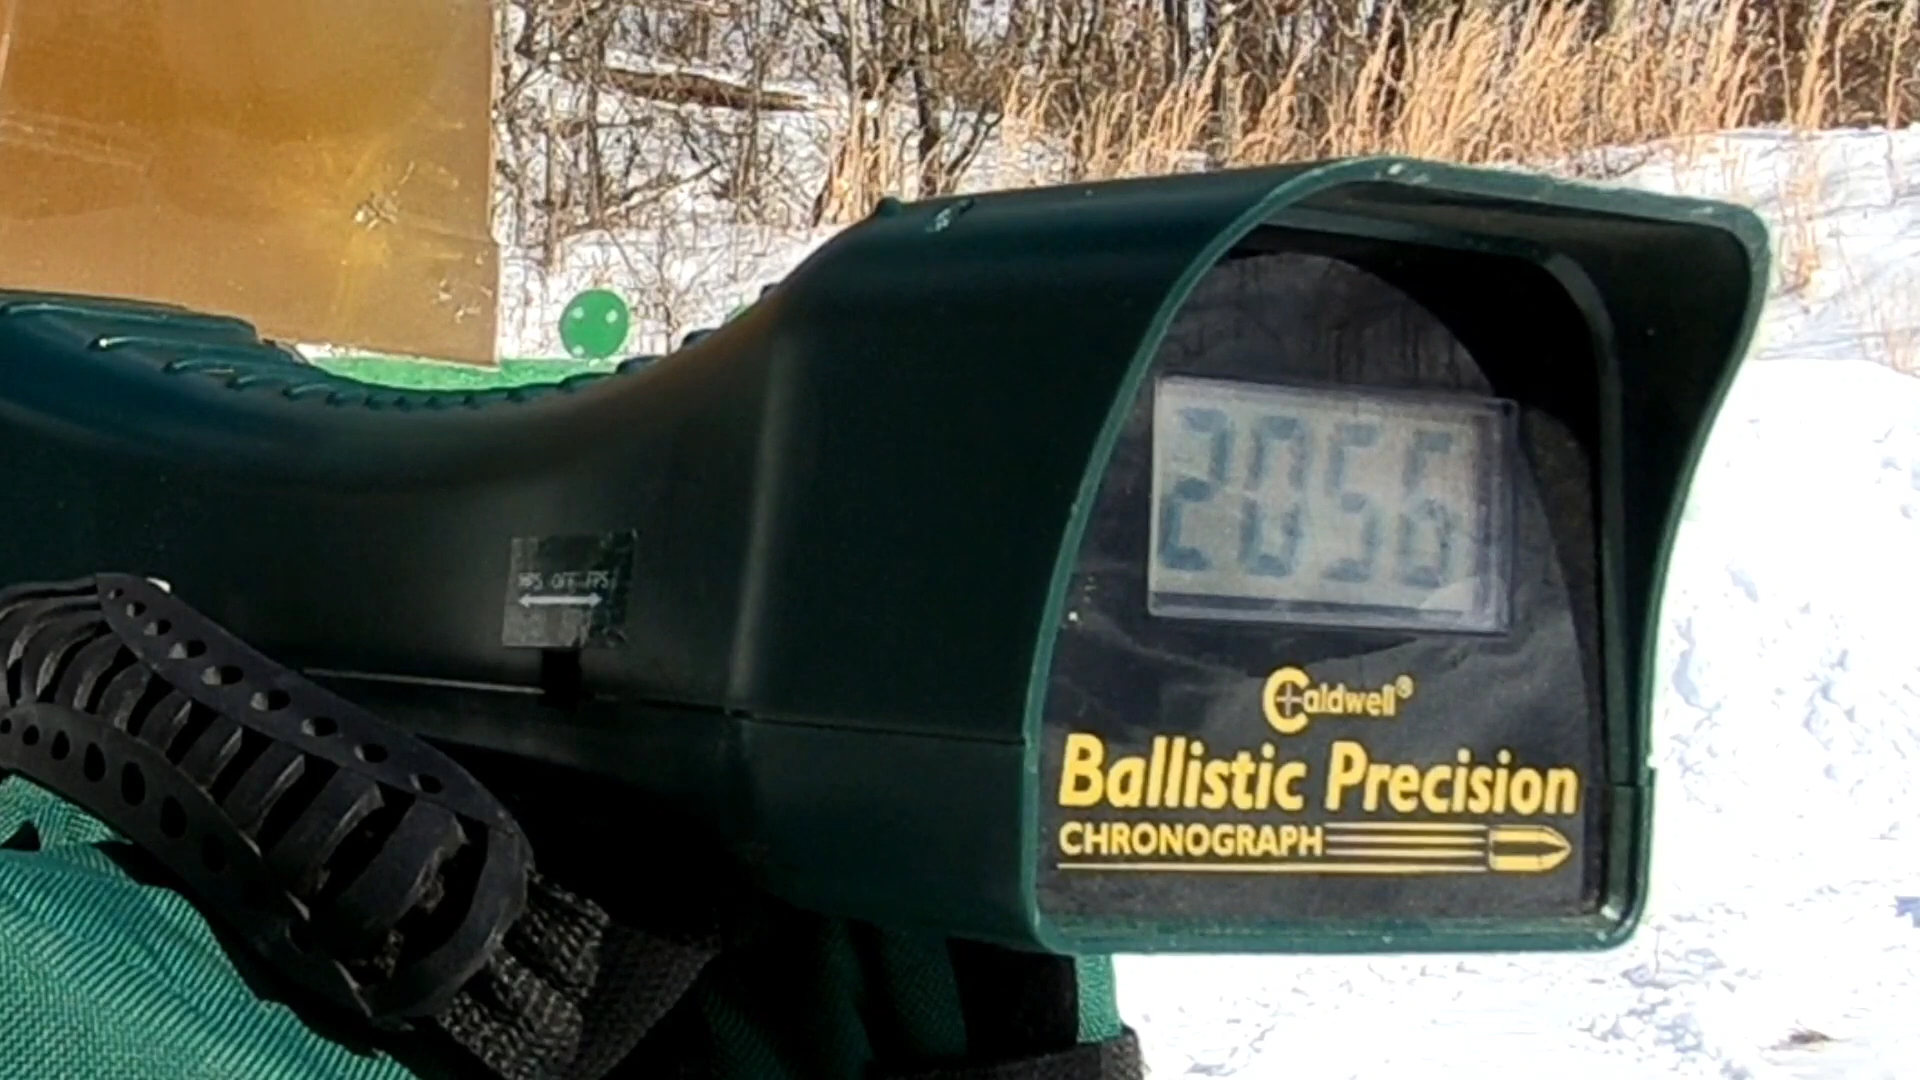 2056
MPS OFF FPS
Caldwell®
Ballistic Precision
CHRONOGRAPH